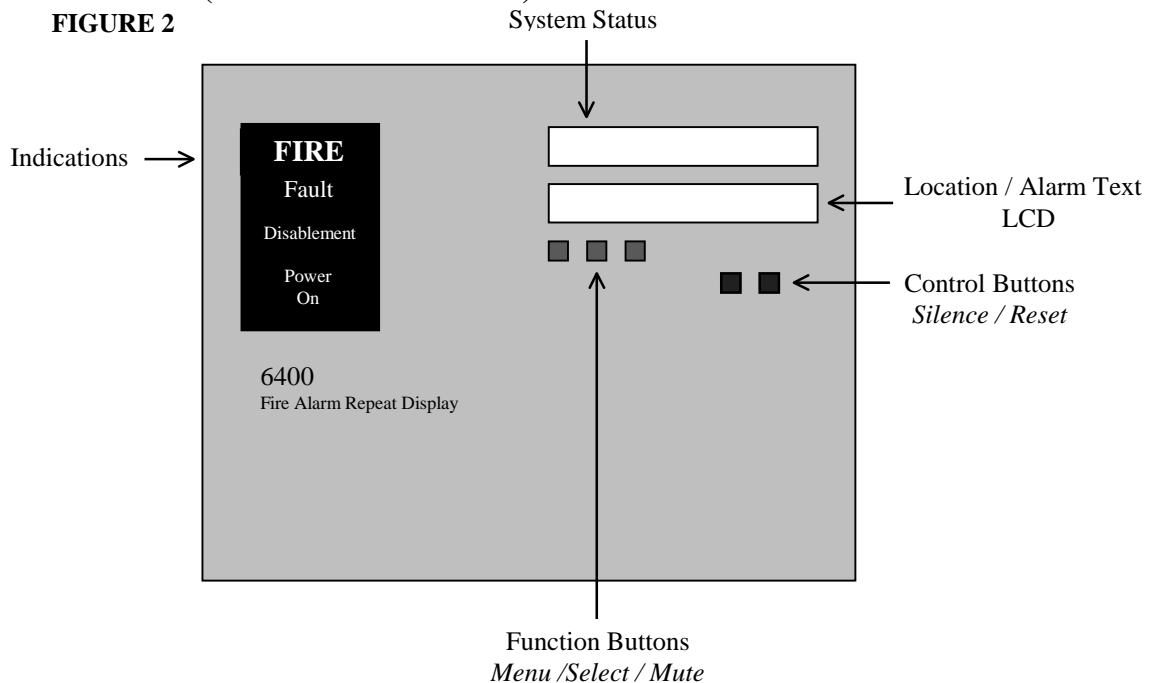 FIGURE 2
System Status
Indications
FIRE
Fault
Disablement
Power
On
Location / Alarm Text
LCD
Control Buttons
Silence / Reset
6400
Fire Alarm Repeat Display
Function Buttons
Menu /Select / Mute